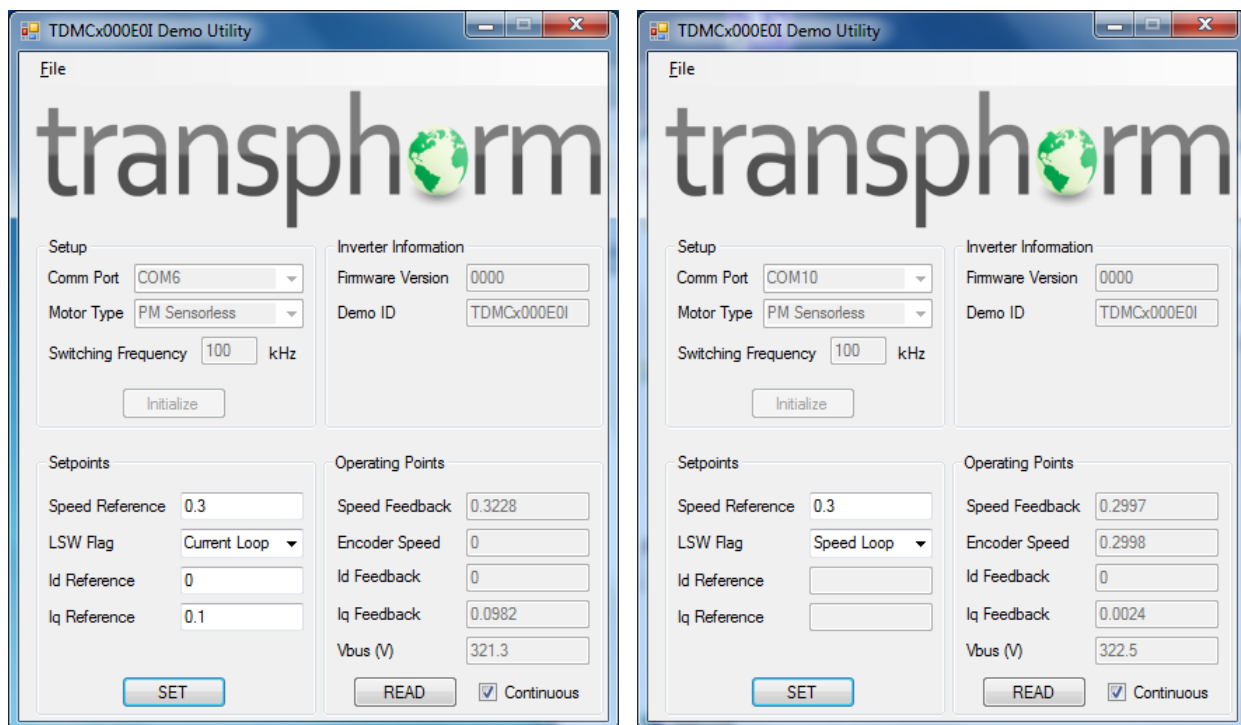 TDMCx000E0I Demo Utility
File
transphorm
Setup
Comm Port COM6
Motor Type PM Sensorless
Switching Frequency 100 kHz
Initialize
Inverter Information
Firmware Version 0000
Demo ID TDMCx000E0I
Setpoints
Speed Reference 0.3
LSW Flag Current Loop
Id Reference 0
Iq Reference 0.1
SET
Operating Points
Speed Feedback 0.3228
Encoder Speed 0
Id Feedback 0
Iq Feedback 0.0982
Vbus (V) 321.3
READ Continuous
TDMCx000E0I Demo Utility
File
transphorm
Setup
Comm Port COM10
Motor Type PM Sensorless
Switching Frequency 100 kHz
Initialize
Inverter Information
Firmware Version 0000
Demo ID TDMCx000E0I
Setpoints
Speed Reference 0.3
LSW Flag Speed Loop
Id Reference
Iq Reference
SET
Operating Points
Speed Feedback 0.2997
Encoder Speed 0.2998
Id Feedback 0
Iq Feedback 0.0024
Vbus (V) 322.5
READ Continuous